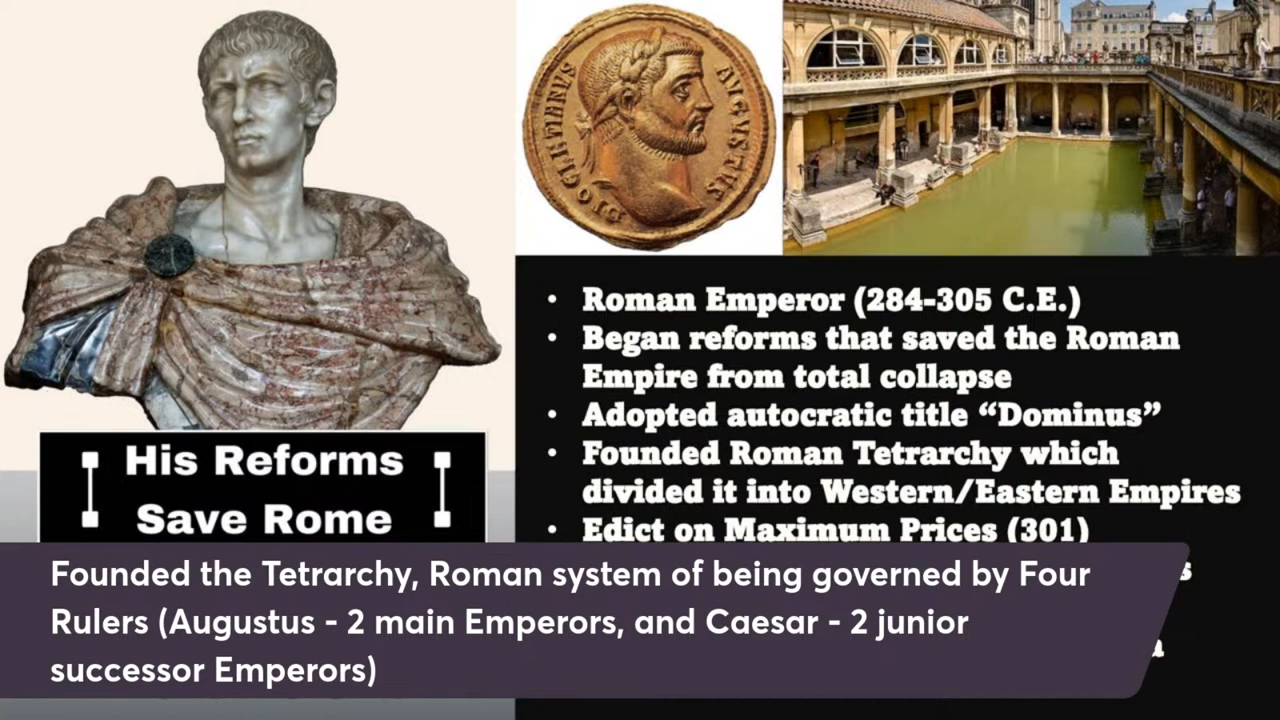 DIOCLETIANVS AVGVSTVS
His Reforms
Save Rome
• Roman Emperor (284-305 C.E.)
• Began reforms that saved the Roman
Empire from total collapse
• Adopted autocratic title “Dominus”
• Founded Roman Tetrarchy which
divided it into Western/Eastern Empires
• Edict on Maximum Prices (301)
Founded the Tetrarchy, Roman system of being governed by Four
Rulers (Augustus - 2 main Emperors, and Caesar - 2 junior
successor Emperors)